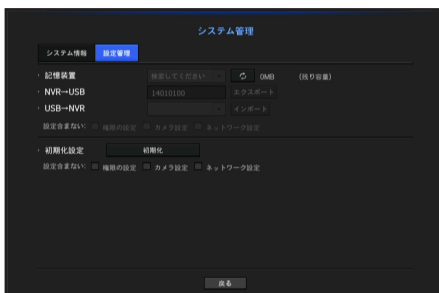 システム管理
システム情報 設定管理
・ 記憶装置 検索してください 0MB (残り容量)
・ NVR→USB 14010100 エクスポート
・ USB→NVR インポート
設定含まない: 権限の設定 カメラ設定 ネットワーク設定
・ 初期化設定 初期化
設定含まない: 権限の設定 カメラ設定 ネットワーク設定
戻る